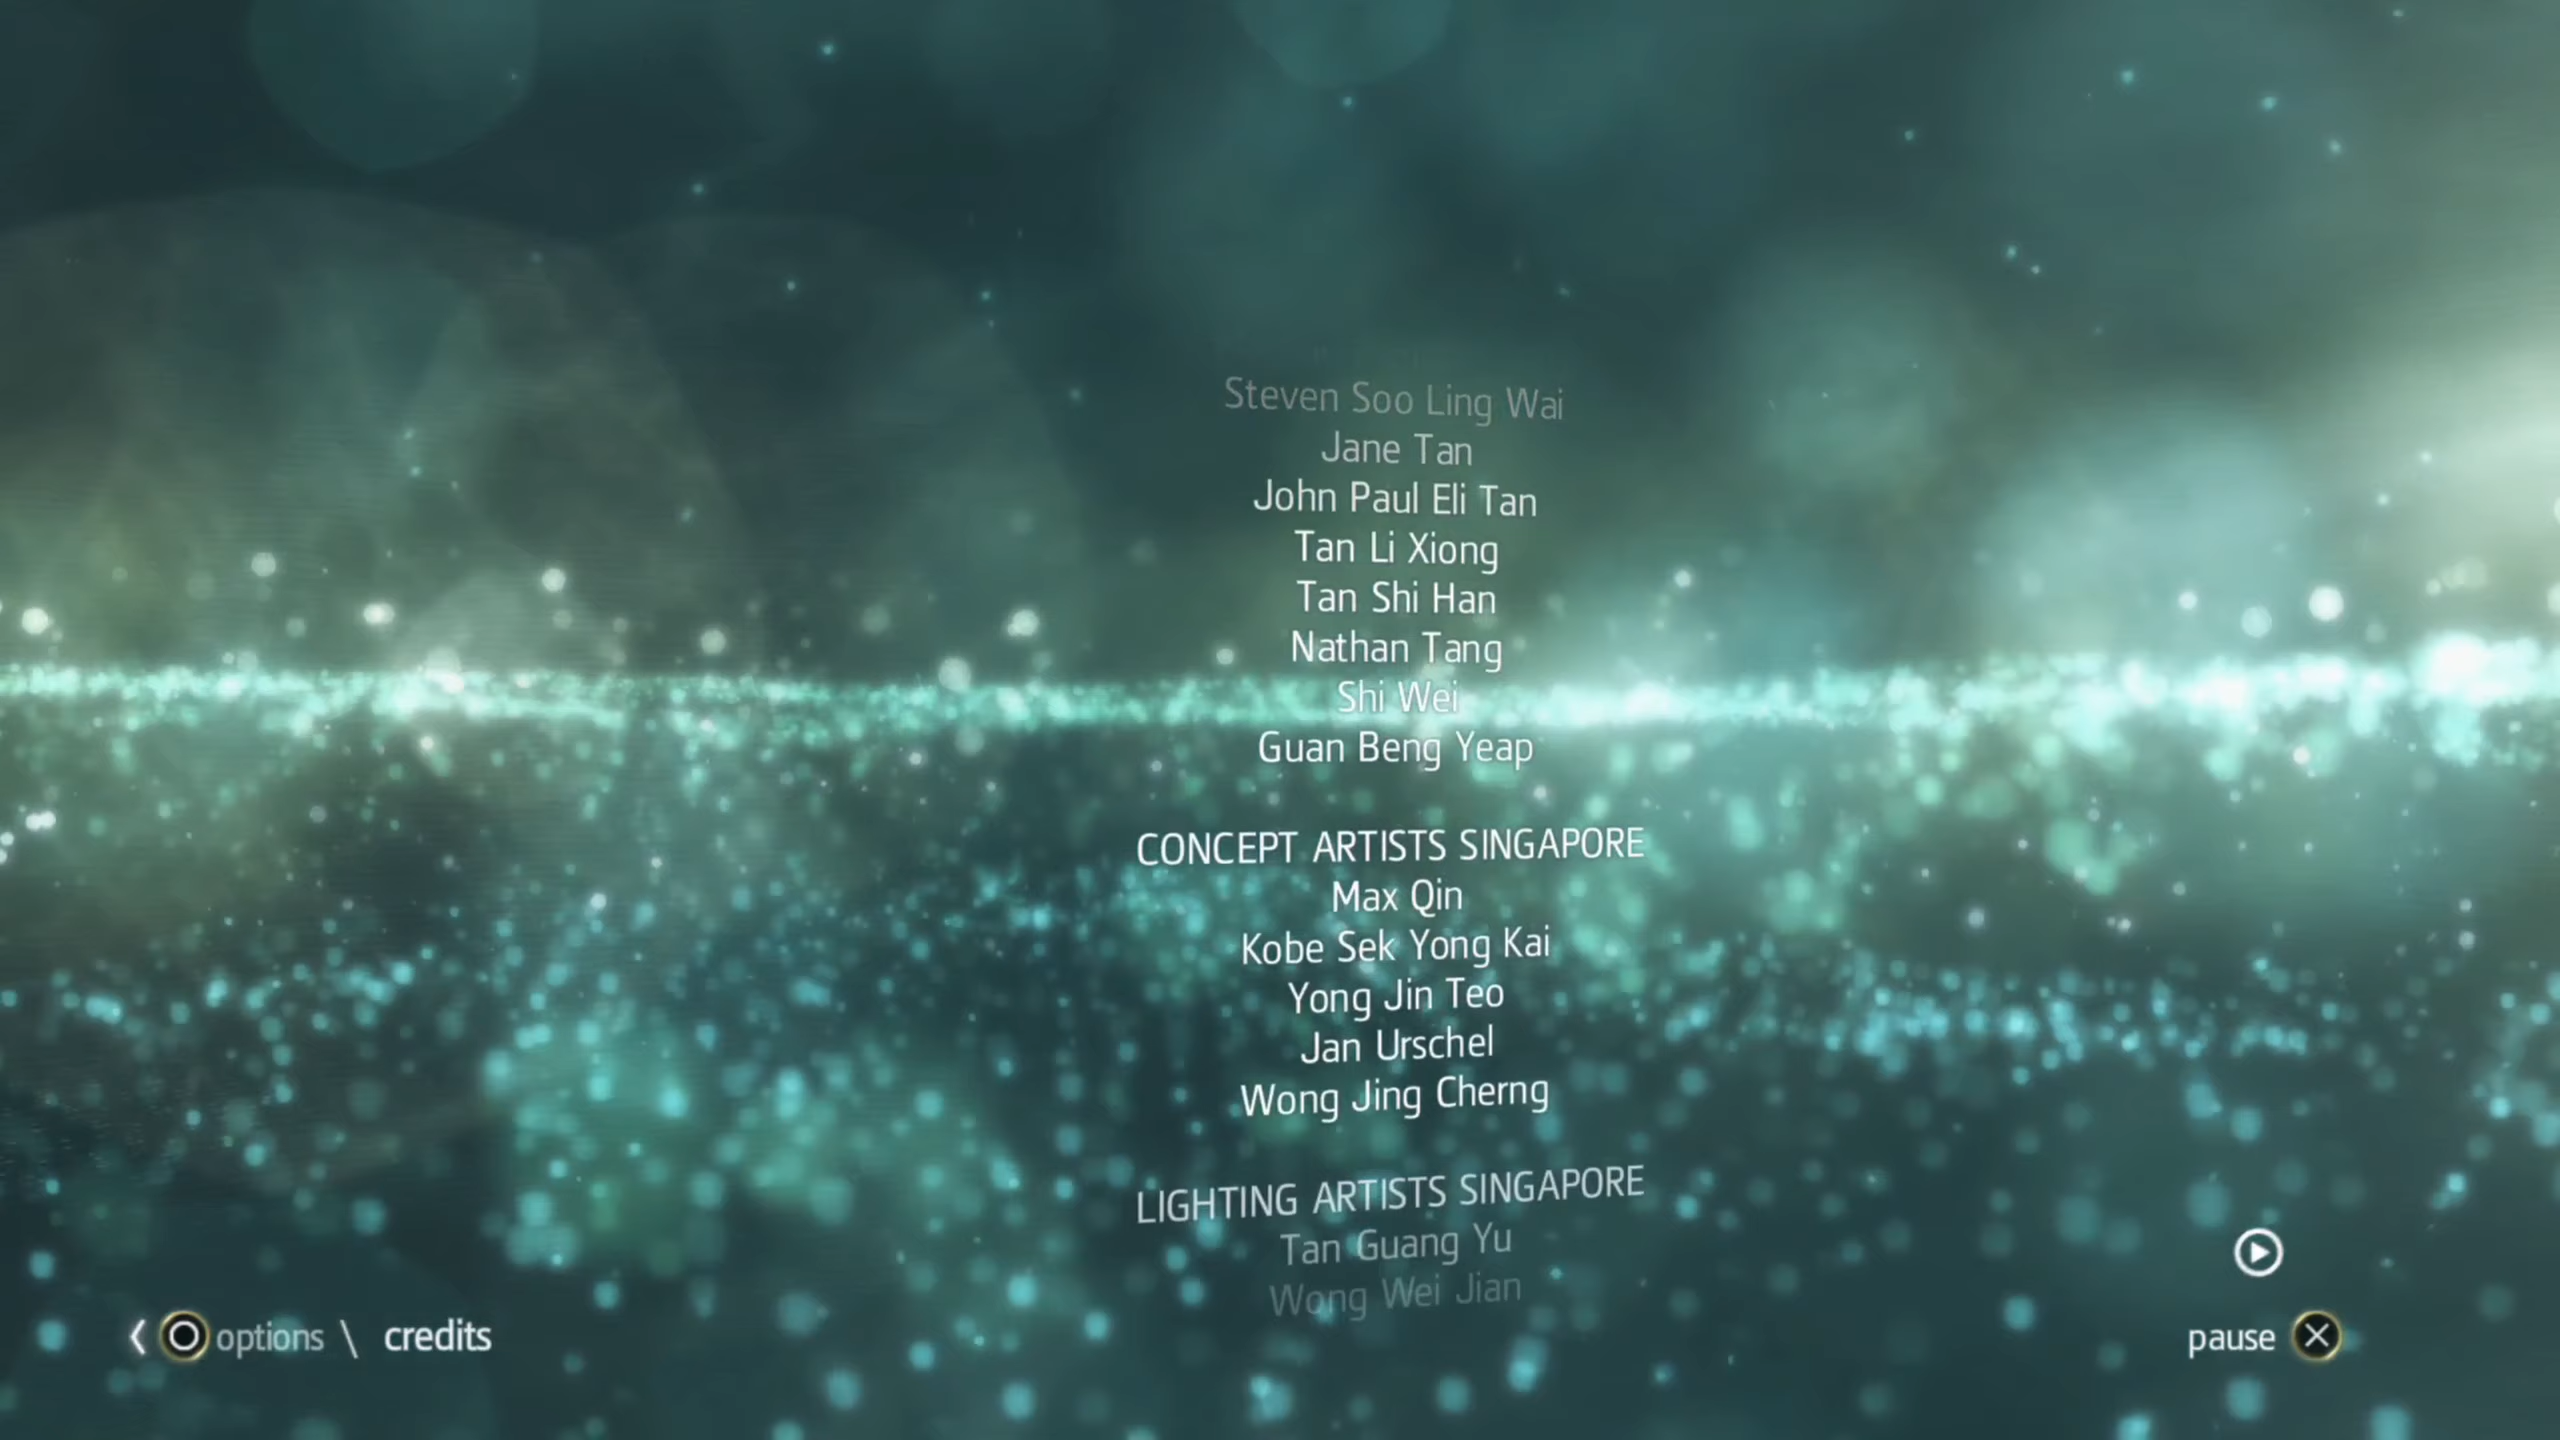 Steven Soo Ling Wai
Jane Tan
John Paul Eli Tan
Tan Li Xiong
Tan Shi Han
Nathan Tang
Shi Wei
Guan Beng Yeap
CONCEPT ARTISTS SINGAPORE
Max Qin
Kobe Sek Yong Kai
Yong Jin Teo
Jan Urschel
Wong Jing Cherng
LIGHTING ARTISTS SINGAPORE
Tan Guang Yu
Wong Wei Jian
options \ credits
pause